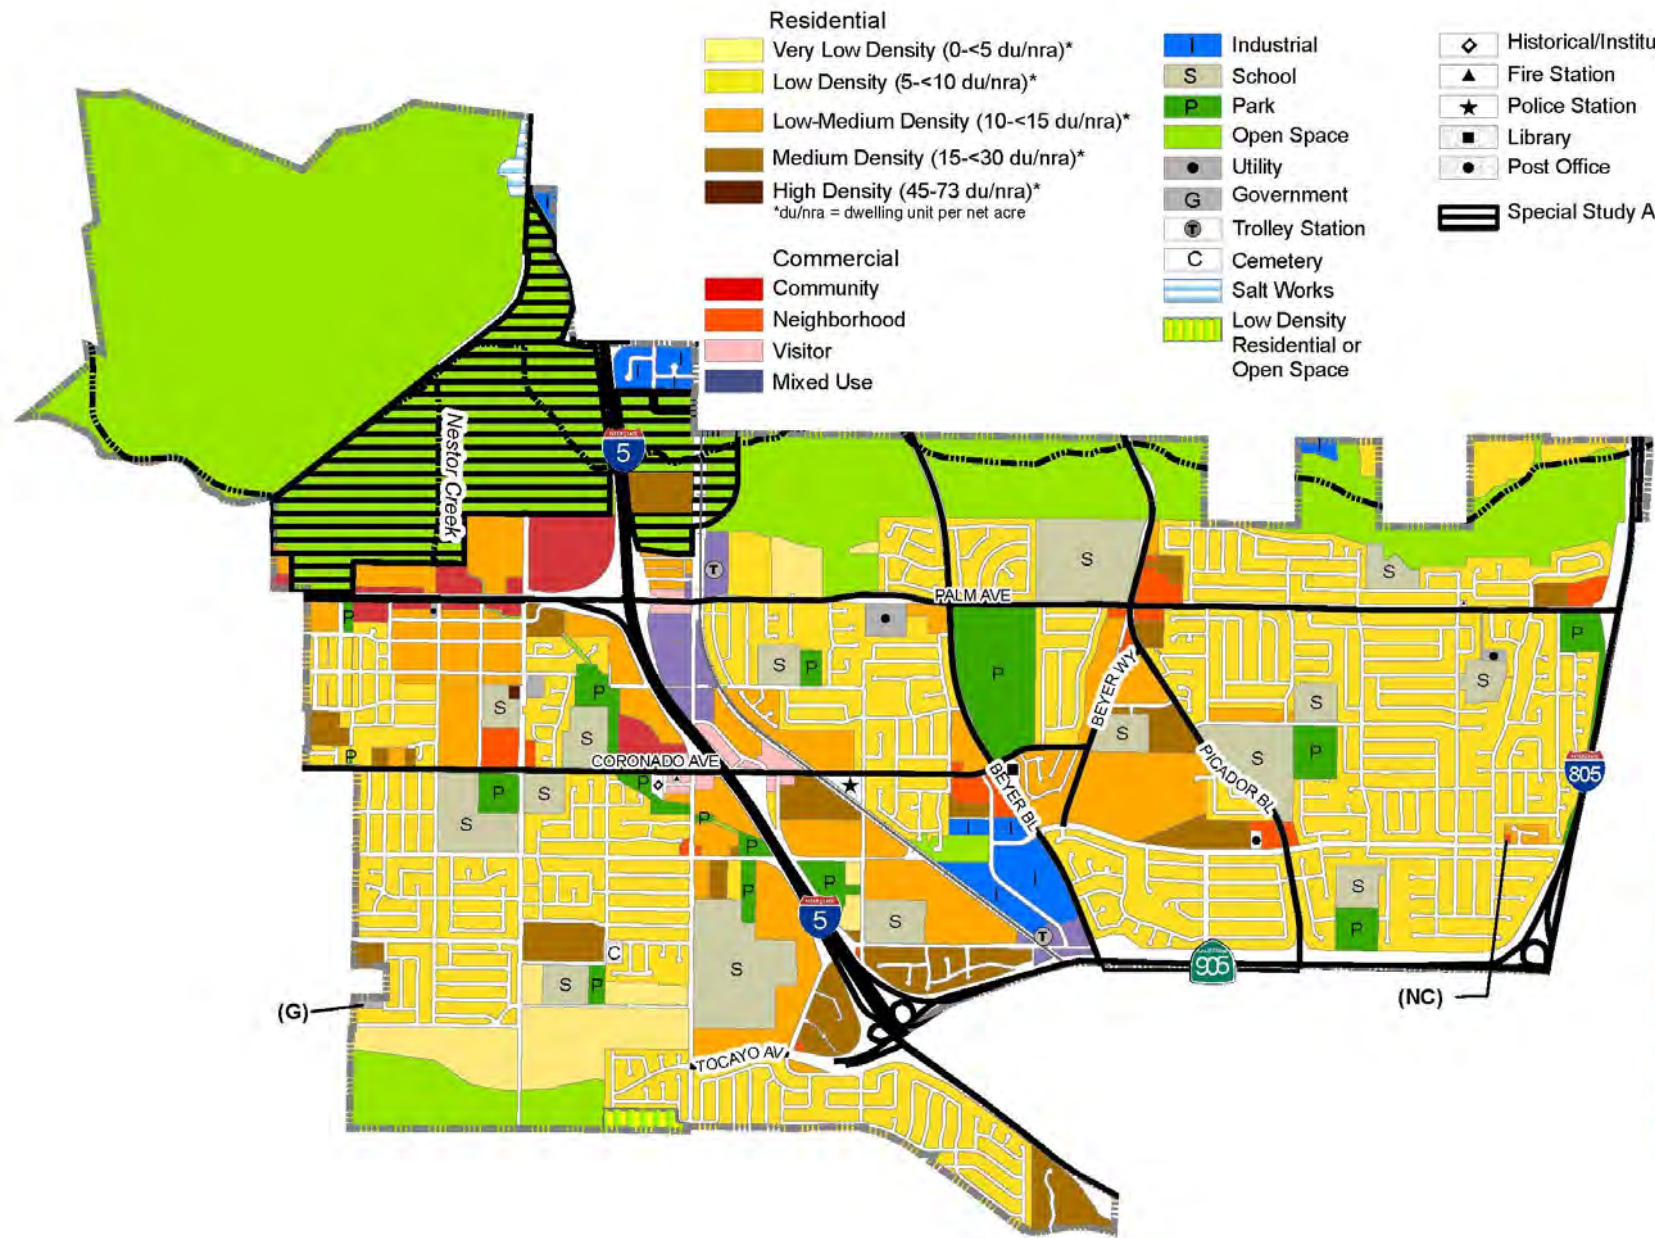 Residential
Very Low Density (0-<5 du/nra)*
Low Density (5-<10 du/nra)*
Low-Medium Density (10-<15 du/nra)*
Medium Density (15-<30 du/nra)*
High Density (45-73 du/nra)*
*du/nra = dwelling unit per net acre
Commercial
Community
Neighborhood
Visitor
Mixed Use
I Industrial
S School
P Park
Open Space
Utility
G Government
T Trolley Station
C Cemetery
Salt Works
Low Density
Residential or
Open Space
Historical/Institu
Fire Station
Police Station
Library
Post Office
Special Study A
I
I
I
I
I
Nestor Creek
5
T
S
S
PALM AVE
P
P
S
P
P
S
P
S
S
S
BEYER WY
S
S
S
P
P
CORONADO AVE
PICADOR BL
805
BEYER BL
P
P
S
S
P
P
I
I
I
I
P
P
S
P
5
S
T
P
C
S
P
S
905
(G)
(NC)
TOCAYO AV